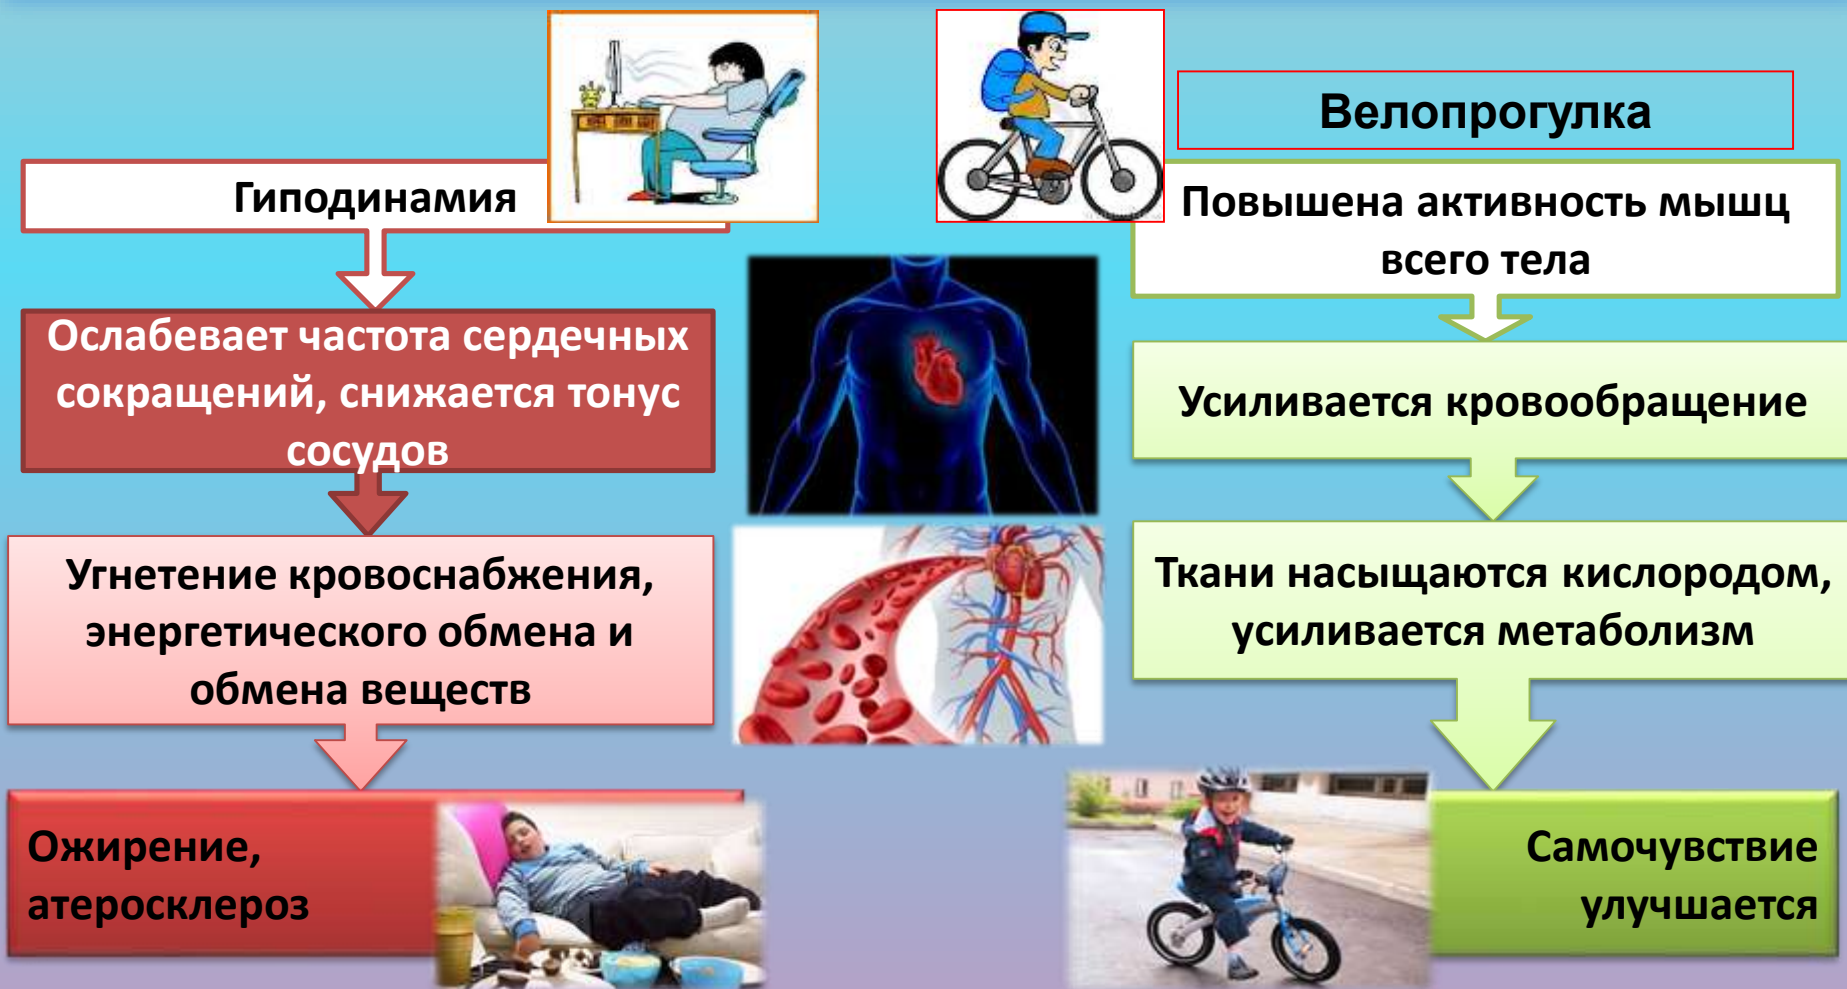 Гиподинамия
Ослабевает частота сердечных
сокращений, снижается тонус
сосудов
Угнетение кровоснабжения,
энергетического обмена и
обмена веществ
Ожирение,
атеросклероз
Велопрогулка
Повышена активность мышц
всего тела
Усиливается кровообращение
Ткани насыщаются кислородом,
усиливается метаболизм
Самочувствие
улучшается